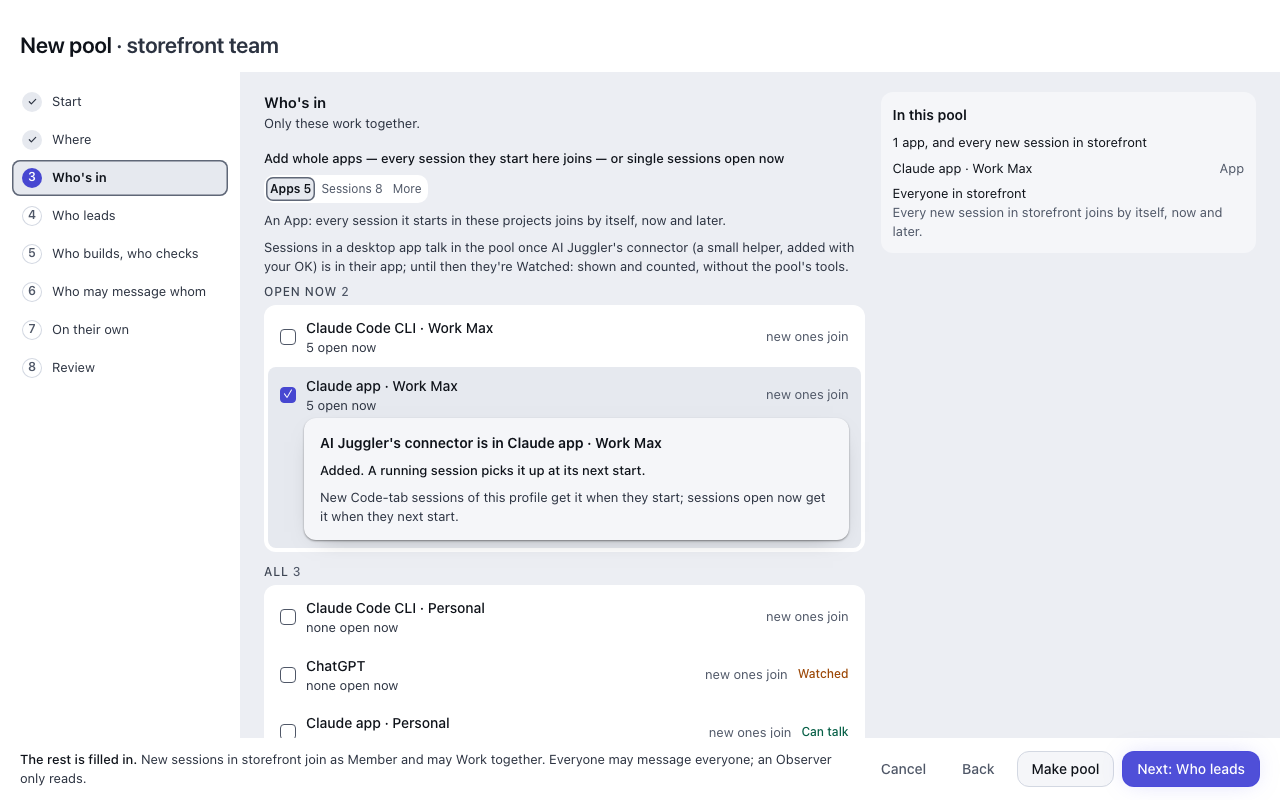 New pool · storefront team
Start
Where
3 Who's in
4 Who leads
5 Who builds, who checks
6 Who may message whom
7 On their own
8 Review
Who's in
Only these work together.
Add whole apps — every session they start here joins — or single sessions open now
Apps 5 Sessions 8 More
An App: every session it starts in these projects joins by itself, now and later.
Sessions in a desktop app talk in the pool once AI Juggler's connector (a small helper, added with
your OK) is in their app; until then they're Watched: shown and counted, without the pool's tools.
OPEN NOW 2
Claude Code CLI · Work Max
5 open now
new ones join
Claude app · Work Max
5 open now
new ones join
AI Juggler's connector is in Claude app · Work Max
Added. A running session picks it up at its next start.
New Code-tab sessions of this profile get it when they start; sessions open now get
it when they next start.
ALL 3
Claude Code CLI · Personal
none open now
new ones join
ChatGPT
none open now
new ones join Watched
Claude app · Personal
new ones join Can talk
In this pool
1 app, and every new session in storefront
Claude app · Work Max App
Everyone in storefront
Every new session in storefront joins by itself, now and
later.
The rest is filled in. New sessions in storefront join as Member and may Work together. Everyone may message everyone; an Observer
only reads.
Cancel Back Make pool Next: Who leads